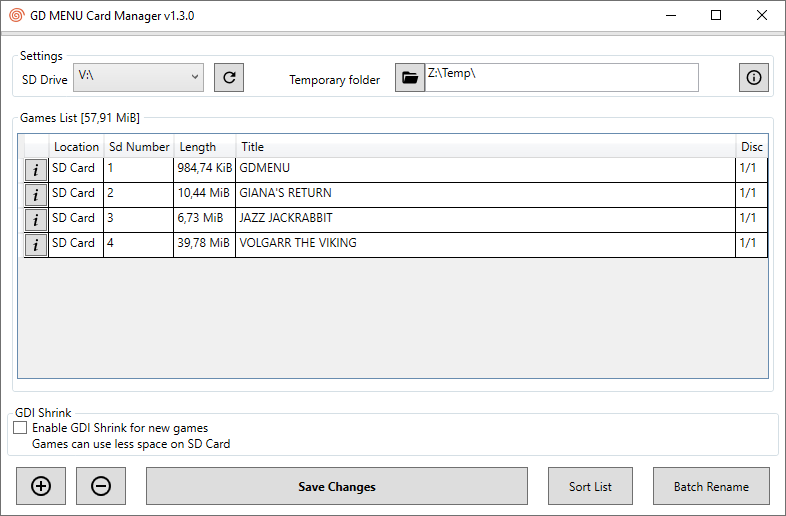 GD MENU Card Manager v1.3.0
Settings
SD Drive V:\ Temporary folder Z:\Temp\
Games List [57,91 MiB]
Location Sd Number Length Title Disc
i SD Card 1 984,74 KiB GDMENU 1/1
i SD Card 2 10,44 MiB GIANA'S RETURN 1/1
i SD Card 3 6,73 MiB JAZZ JACKRABBIT 1/1
i SD Card 4 39,78 MiB VOLGARR THE VIKING 1/1
GDI Shrink
Enable GDI Shrink for new games
Games can use less space on SD Card
Save Changes Sort List Batch Rename